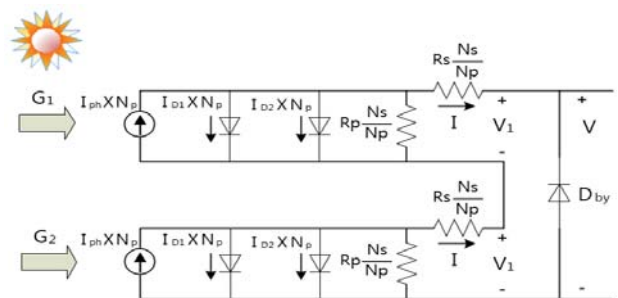 Rs Ns/Np
G1
IphXNp
ID1XNp
ID2XNp
Rp Ns/Np
I
+
V1
-
+
V
Dby
Rs Ns/Np
G2
IphXNp
ID1XNp
ID2XNp
Rp Ns/Np
I
+
V1
-
-